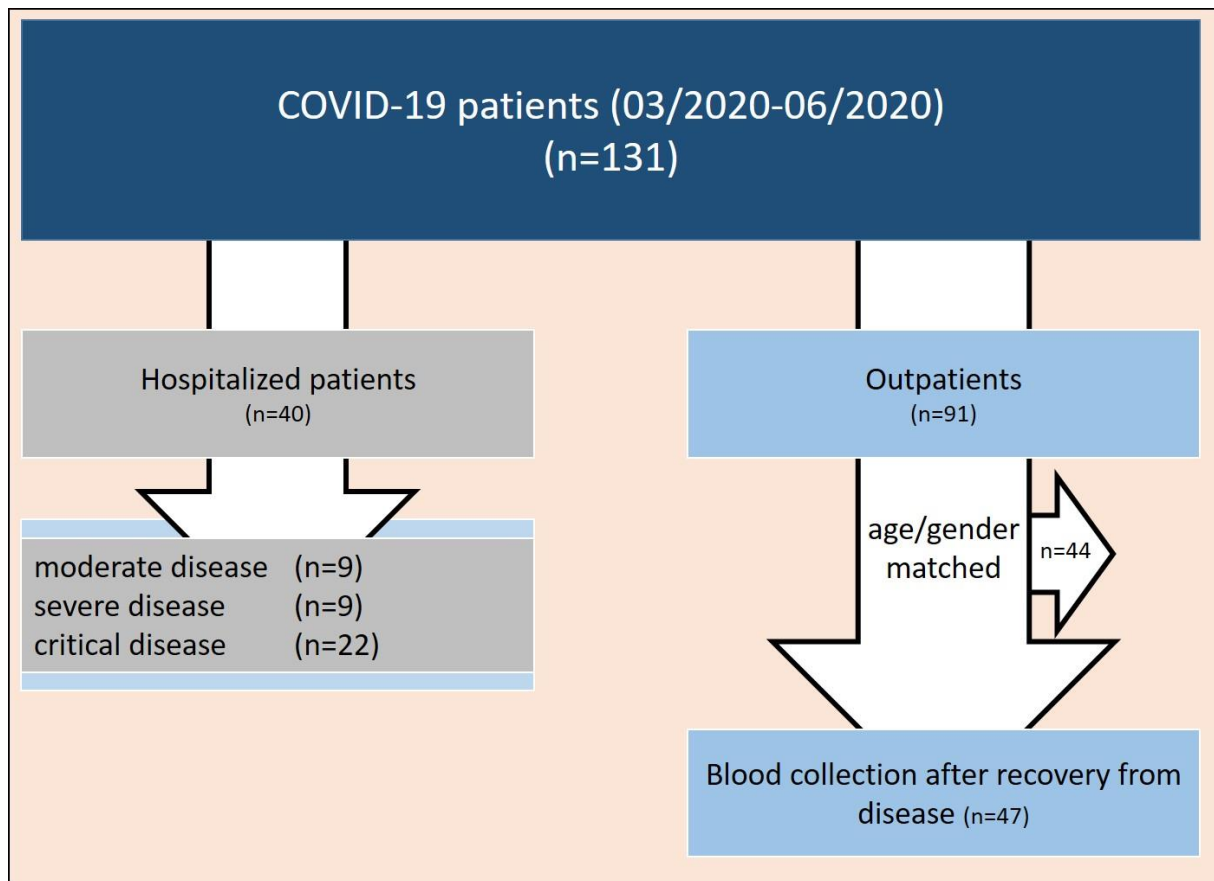 COVID-19 patients (03/2020-06/2020)
(n=131)
Hospitalized patients
(n=40)
Outpatients
(n=91)
moderate disease (n=9)
severe disease (n=9)
critical disease (n=22)
age/gender
matched
n=44
Blood collection after recovery from
disease (n=47)